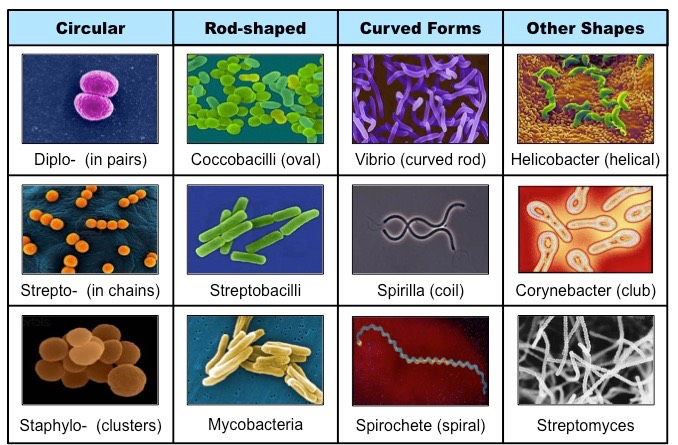 Circular Rod-shaped Curved Forms Other Shapes
Diplo- (in pairs) Coccobacilli (oval) Vibrio (curved rod) Helicobacter (helical)
Strepto- (in chains) Streptobacilli Spirilla (coil) Corynebacter (club)
Staphylo- (clusters) Mycobacteria Spirochete (spiral) Streptomyces